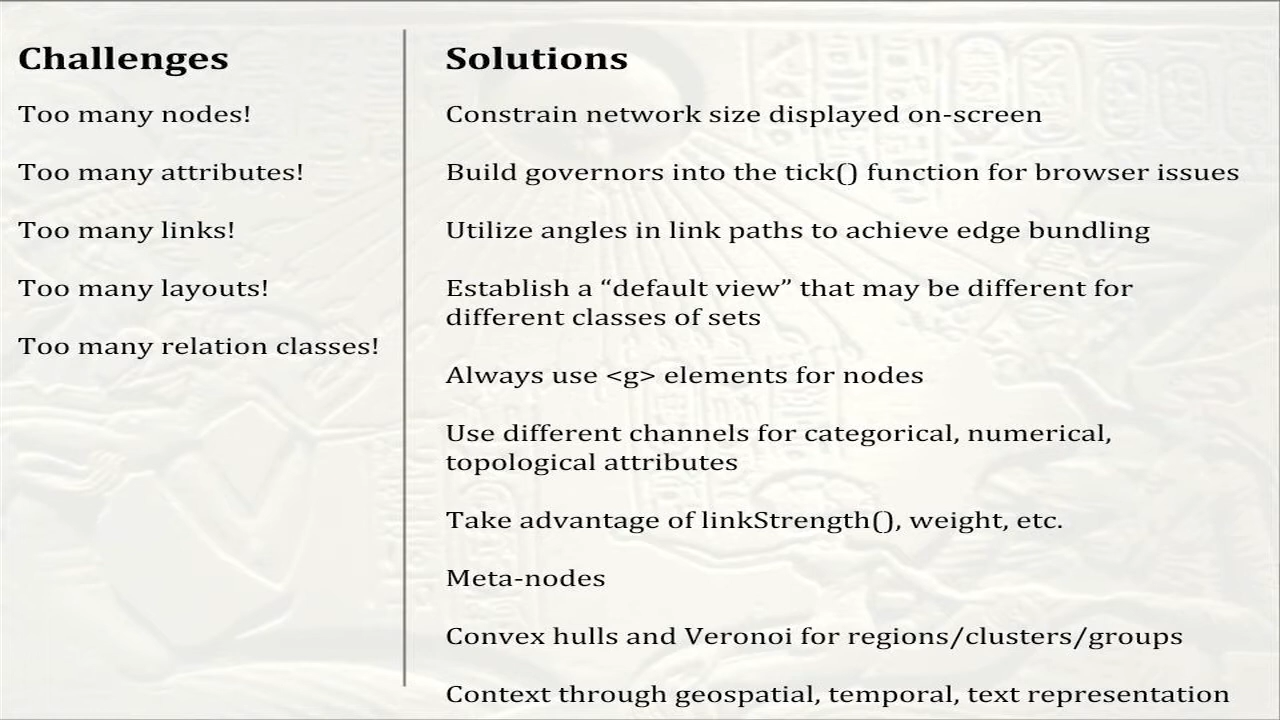 Challenges
Too many nodes!
Too many attributes!
Too many links!
Too many layouts!
Too many relation classes!
Solutions
Constrain network size displayed on-screen
Build governors into the tick() function for browser issues
Utilize angles in link paths to achieve edge bundling
Establish a “default view” that may be different for
different classes of sets
Always use <g> elements for nodes
Use different channels for categorical, numerical,
topological attributes
Take advantage of linkStrength(), weight, etc.
Meta-nodes
Convex hulls and Veronoi for regions/clusters/groups
Context through geospatial, temporal, text representation